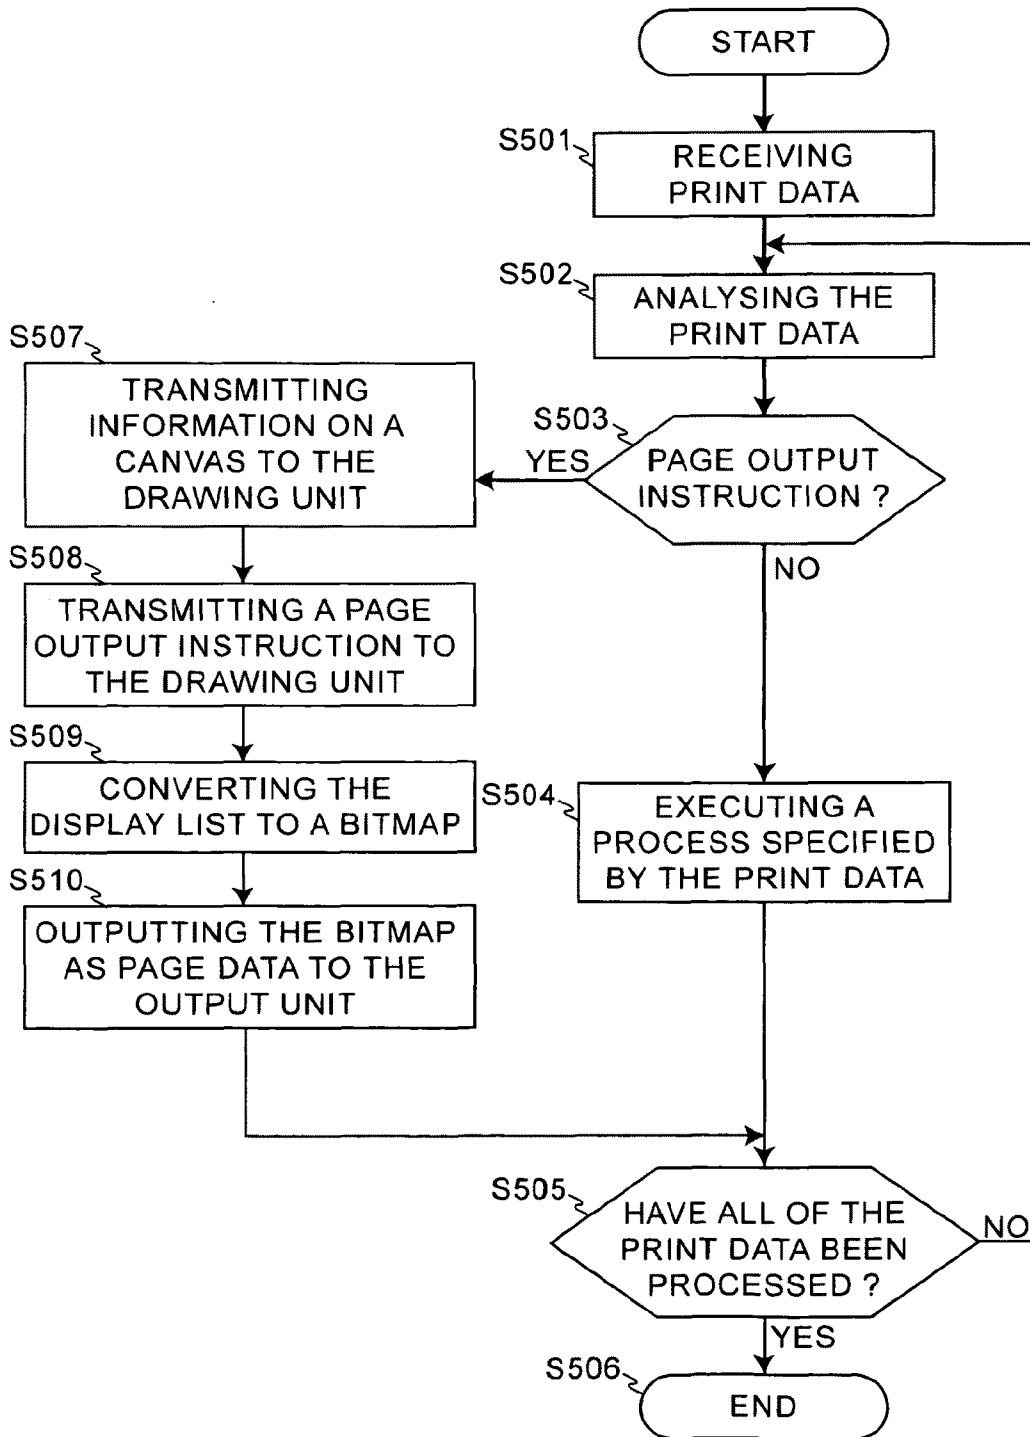 START
S501
RECEIVING
PRINT DATA
S502
ANALYSING THE
PRINT DATA
S503
PAGE OUTPUT
INSTRUCTION ?
YES
NO
S507
TRANSMITTING
INFORMATION ON A
CANVAS TO THE
DRAWING UNIT
S508
TRANSMITTING A PAGE
OUTPUT INSTRUCTION TO
THE DRAWING UNIT
S509
CONVERTING THE
DISPLAY LIST TO A BITMAP
S510
OUTPUTTING THE BITMAP
AS PAGE DATA TO THE
OUTPUT UNIT
S504
EXECUTING A
PROCESS SPECIFIED
BY THE PRINT DATA
S505
HAVE ALL OF THE
PRINT DATA BEEN
PROCESSED ?
NO
YES
S506
END